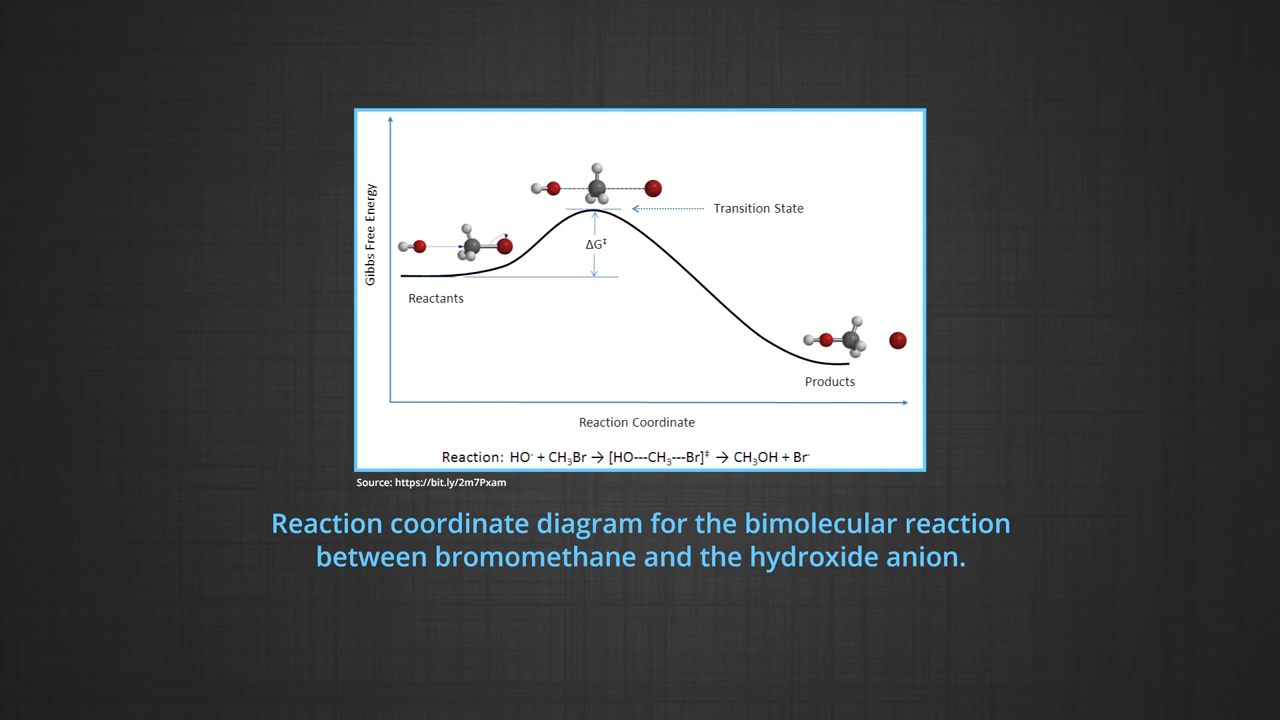 Gibbs Free Energy
Transition State
ΔG‡
Reactants
Products
Reaction Coordinate
Reaction: HO⁻ + CH₃Br → [HO---CH₃---Br]‡ → CH₃OH + Br⁻
Source: https://bit.ly/2m7Pxam
Reaction coordinate diagram for the bimolecular reaction
between bromomethane and the hydroxide anion.